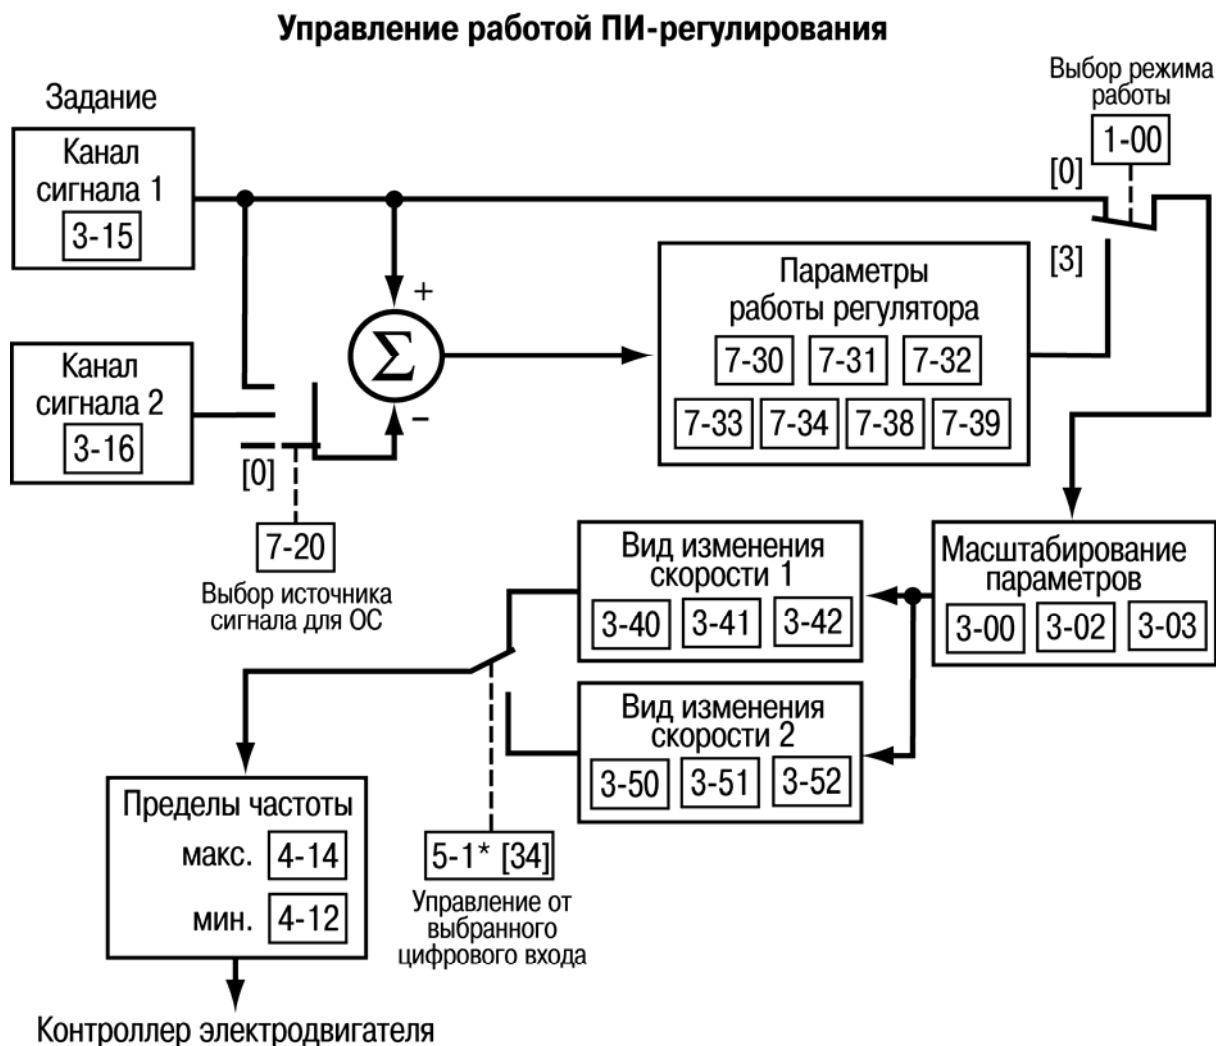 Управление работой ПИ-регулирования
Выбор режима
работы
1-00
Задание
Канал
сигнала 1
3-15
[0]
[3]
+
Σ
−
Параметры
работы регулятора
7-30 7-31 7-32
7-33 7-34 7-38 7-39
Канал
сигнала 2
3-16
[0]
7-20
Выбор источника
сигнала для ОС
Вид изменения
скорости 1
3-40 3-41 3-42
Масштабирование
параметров
3-00 3-02 3-03
Вид изменения
скорости 2
3-50 3-51 3-52
Пределы частоты
макс. 4-14
мин. 4-12
5-1* [34]
Управление от
выбранного
цифрового входа
Контроллер электродвигателя